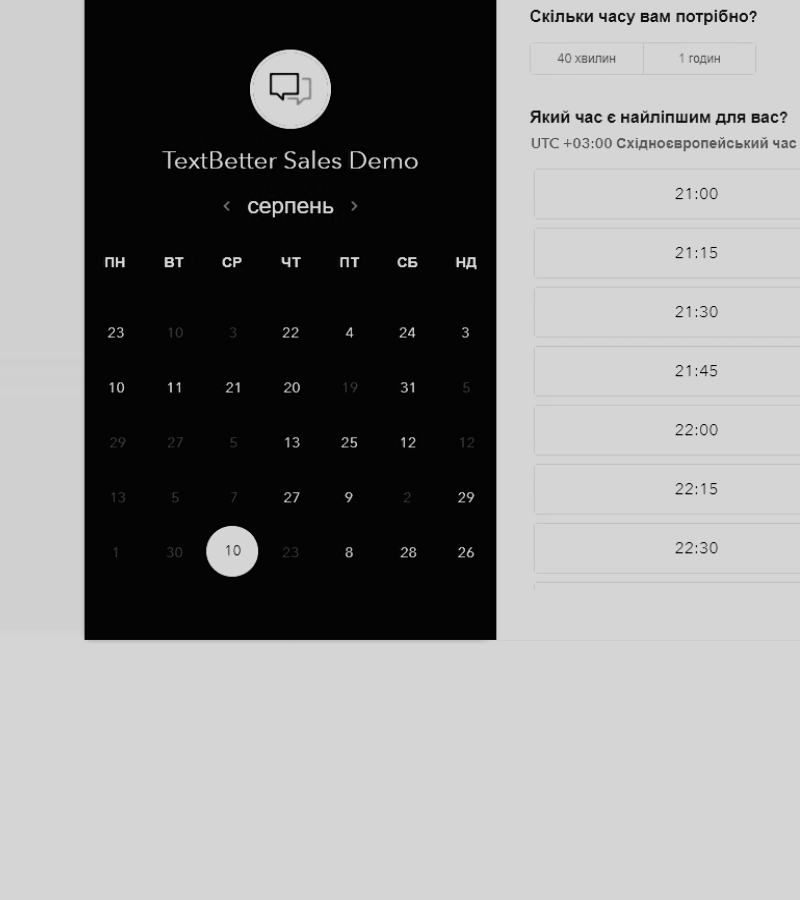 TextBetter Sales Demo
‹ серпень ›
ПН ВТ СР ЧТ ПТ СБ НД
23 10 3 22 4 24 3
10 11 21 20 19 31 5
29 27 5 13 25 12 12
13 5 7 27 9 2 29
1 30 10 23 8 28 26
Скільки часу вам потрібно?
40 хвилин 1 годин
Який час є найліпшим для вас?
UTC +03:00 Східноєвропейський час
21:00
21:15
21:30
21:45
22:00
22:15
22:30